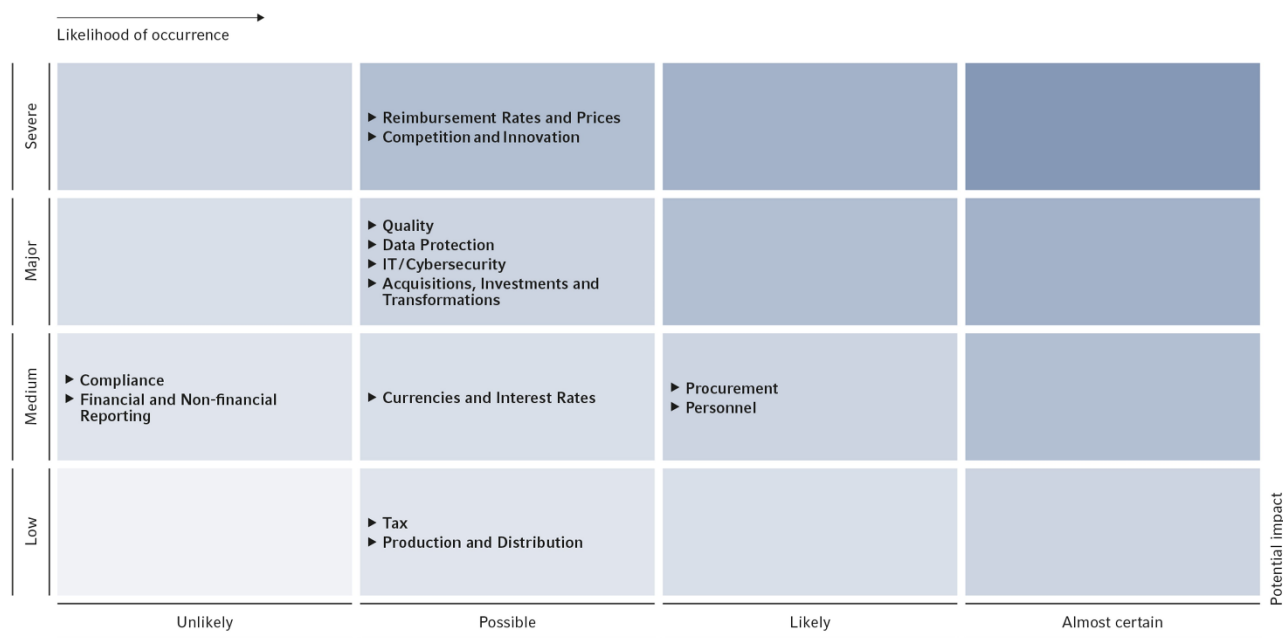 Likelihood of occurrence
Severe
▶ Reimbursement Rates and Prices
▶ Competition and Innovation
Major
▶ Quality
▶ Data Protection
▶ IT/Cybersecurity
▶ Acquisitions, Investments and
Transformations
Medium
▶ Compliance
▶ Financial and Non-financial
Reporting
▶ Currencies and Interest Rates
▶ Procurement
▶ Personnel
Low
▶ Tax
▶ Production and Distribution
Potential impact
Unlikely
Possible
Likely
Almost certain